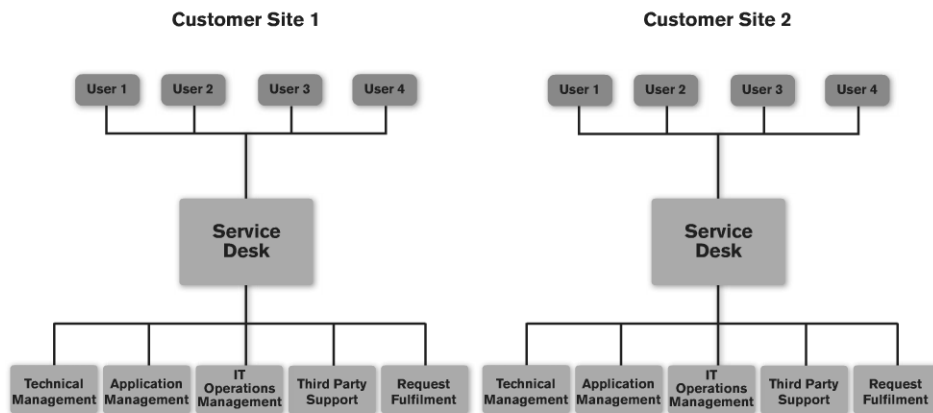 Customer Site 1
Customer Site 2
User 1
User 2
User 3
User 4
User 1
User 2
User 3
User 4
Service
Desk
Service
Desk
Technical
Management
Application
Management
IT
Operations
Management
Third Party
Support
Request
Fulfilment
Technical
Management
Application
Management
IT
Operations
Management
Third Party
Support
Request
Fulfilment